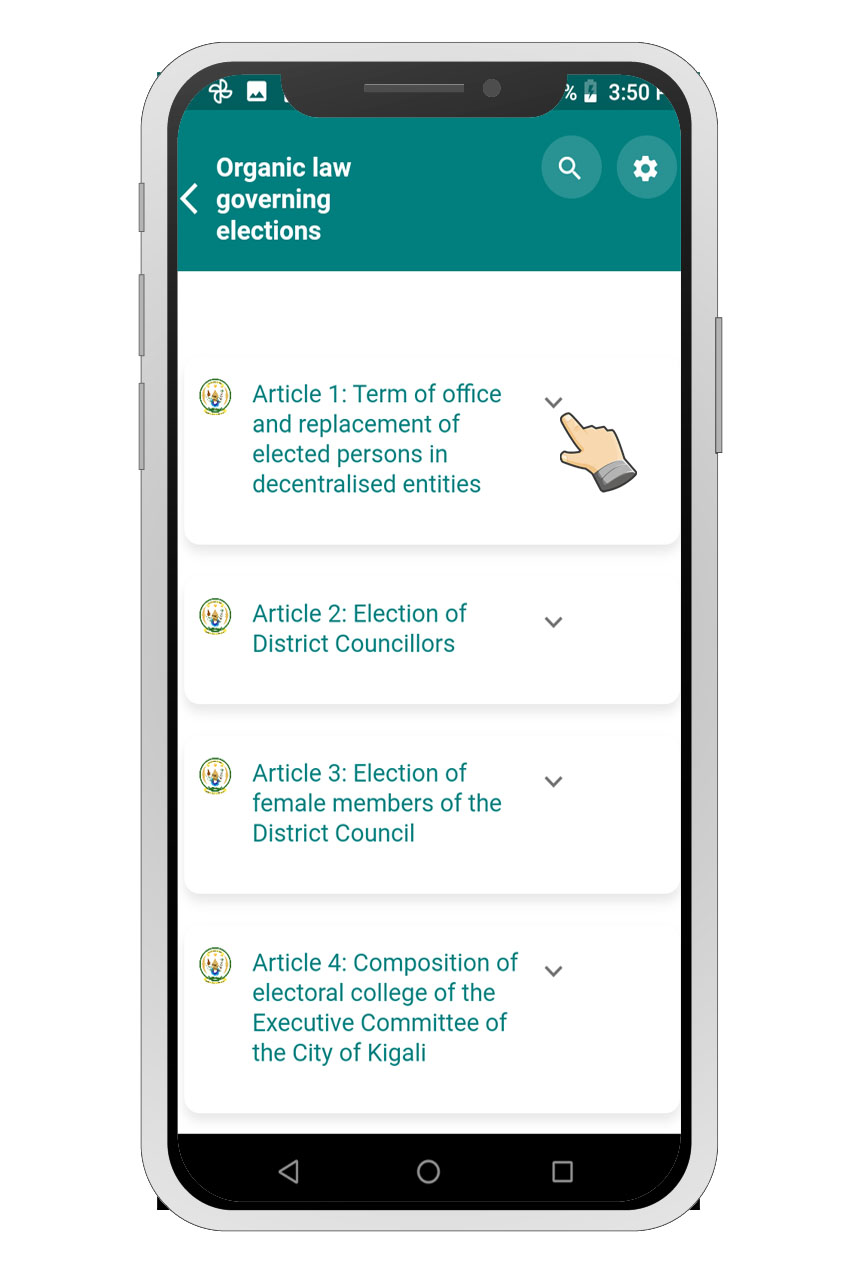 % 3:50
Organic law
governing
elections
Article 1: Term of office
and replacement of
elected persons in
decentralised entities
Article 2: Election of
District Councillors
Article 3: Election of
female members of the
District Council
Article 4: Composition of
electoral college of the
Executive Committee of
the City of Kigali